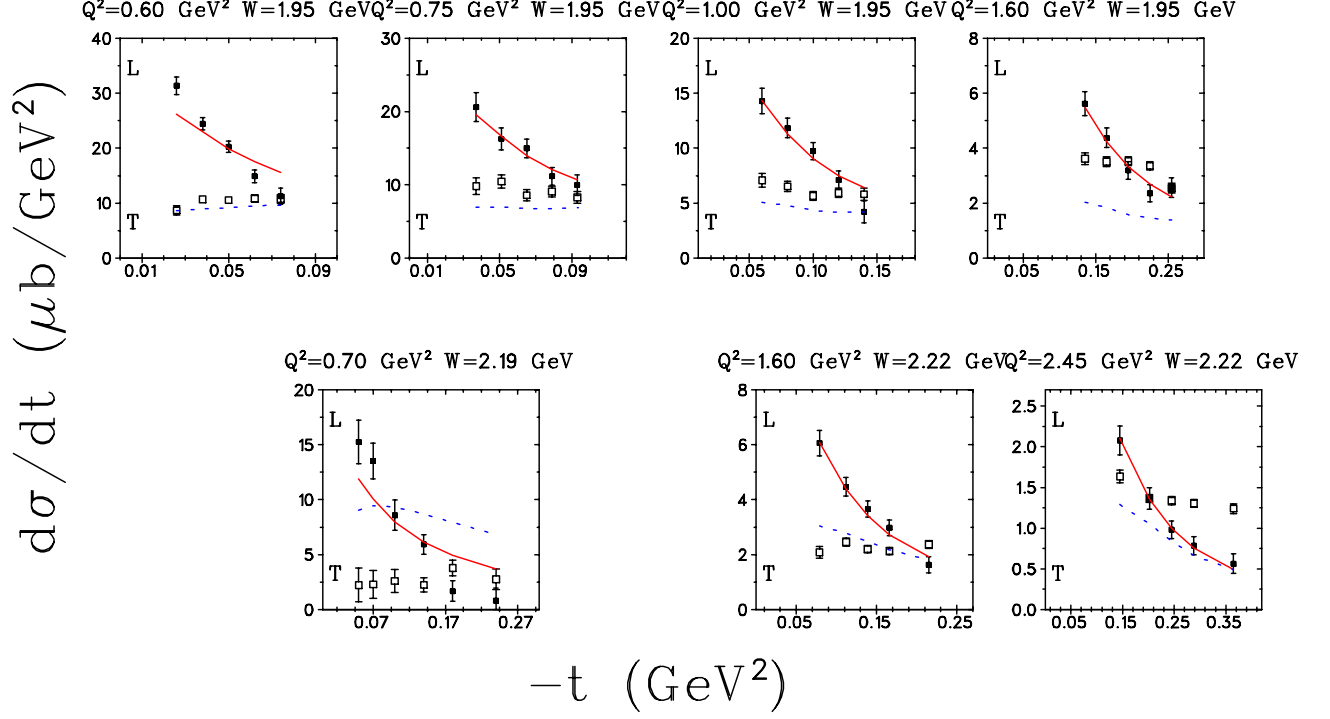 Q²=0.60 GeV² W=1.95 GeV
Q²=0.75 GeV² W=1.95 GeV
Q²=1.00 GeV² W=1.95 GeV
Q²=1.60 GeV² W=1.95 GeV
40
30
20
10
0
L
T
0.01 0.05 0.09
30
20
10
0
L
T
0.01 0.05 0.09
20
15
10
5
0
L
T
0.05 0.10 0.15
8
6
4
2
0
L
T
0.05 0.15 0.25
dσ/dt (μb/GeV²)
Q²=0.70 GeV² W=2.19 GeV
Q²=1.60 GeV² W=2.22 GeV
Q²=2.45 GeV² W=2.22 GeV
20
15
10
5
0
L
T
0.07 0.17 0.27
8
6
4
2
0
L
T
0.05 0.15 0.25
2.5
2.0
1.5
1.0
0.5
0.0
L
T
0.05 0.15 0.25 0.35
−t (GeV²)